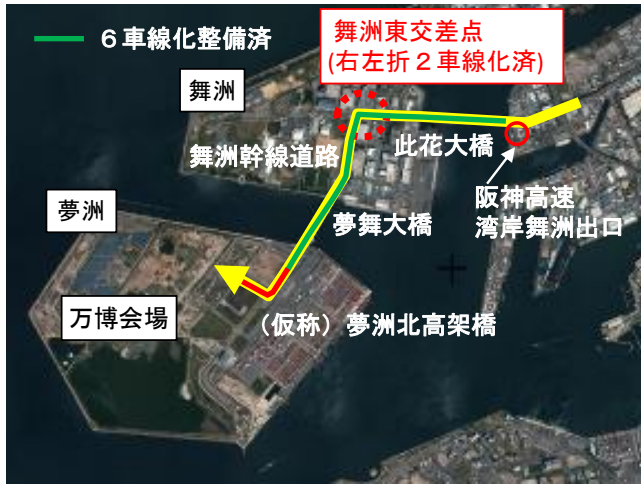 6車線化整備済
舞洲東交差点
(右左折2車線化済)
舞洲
舞洲幹線道路
此花大橋
阪神高速
湾岸舞洲出口
夢洲
夢舞大橋
万博会場
（仮称）夢洲北高架橋